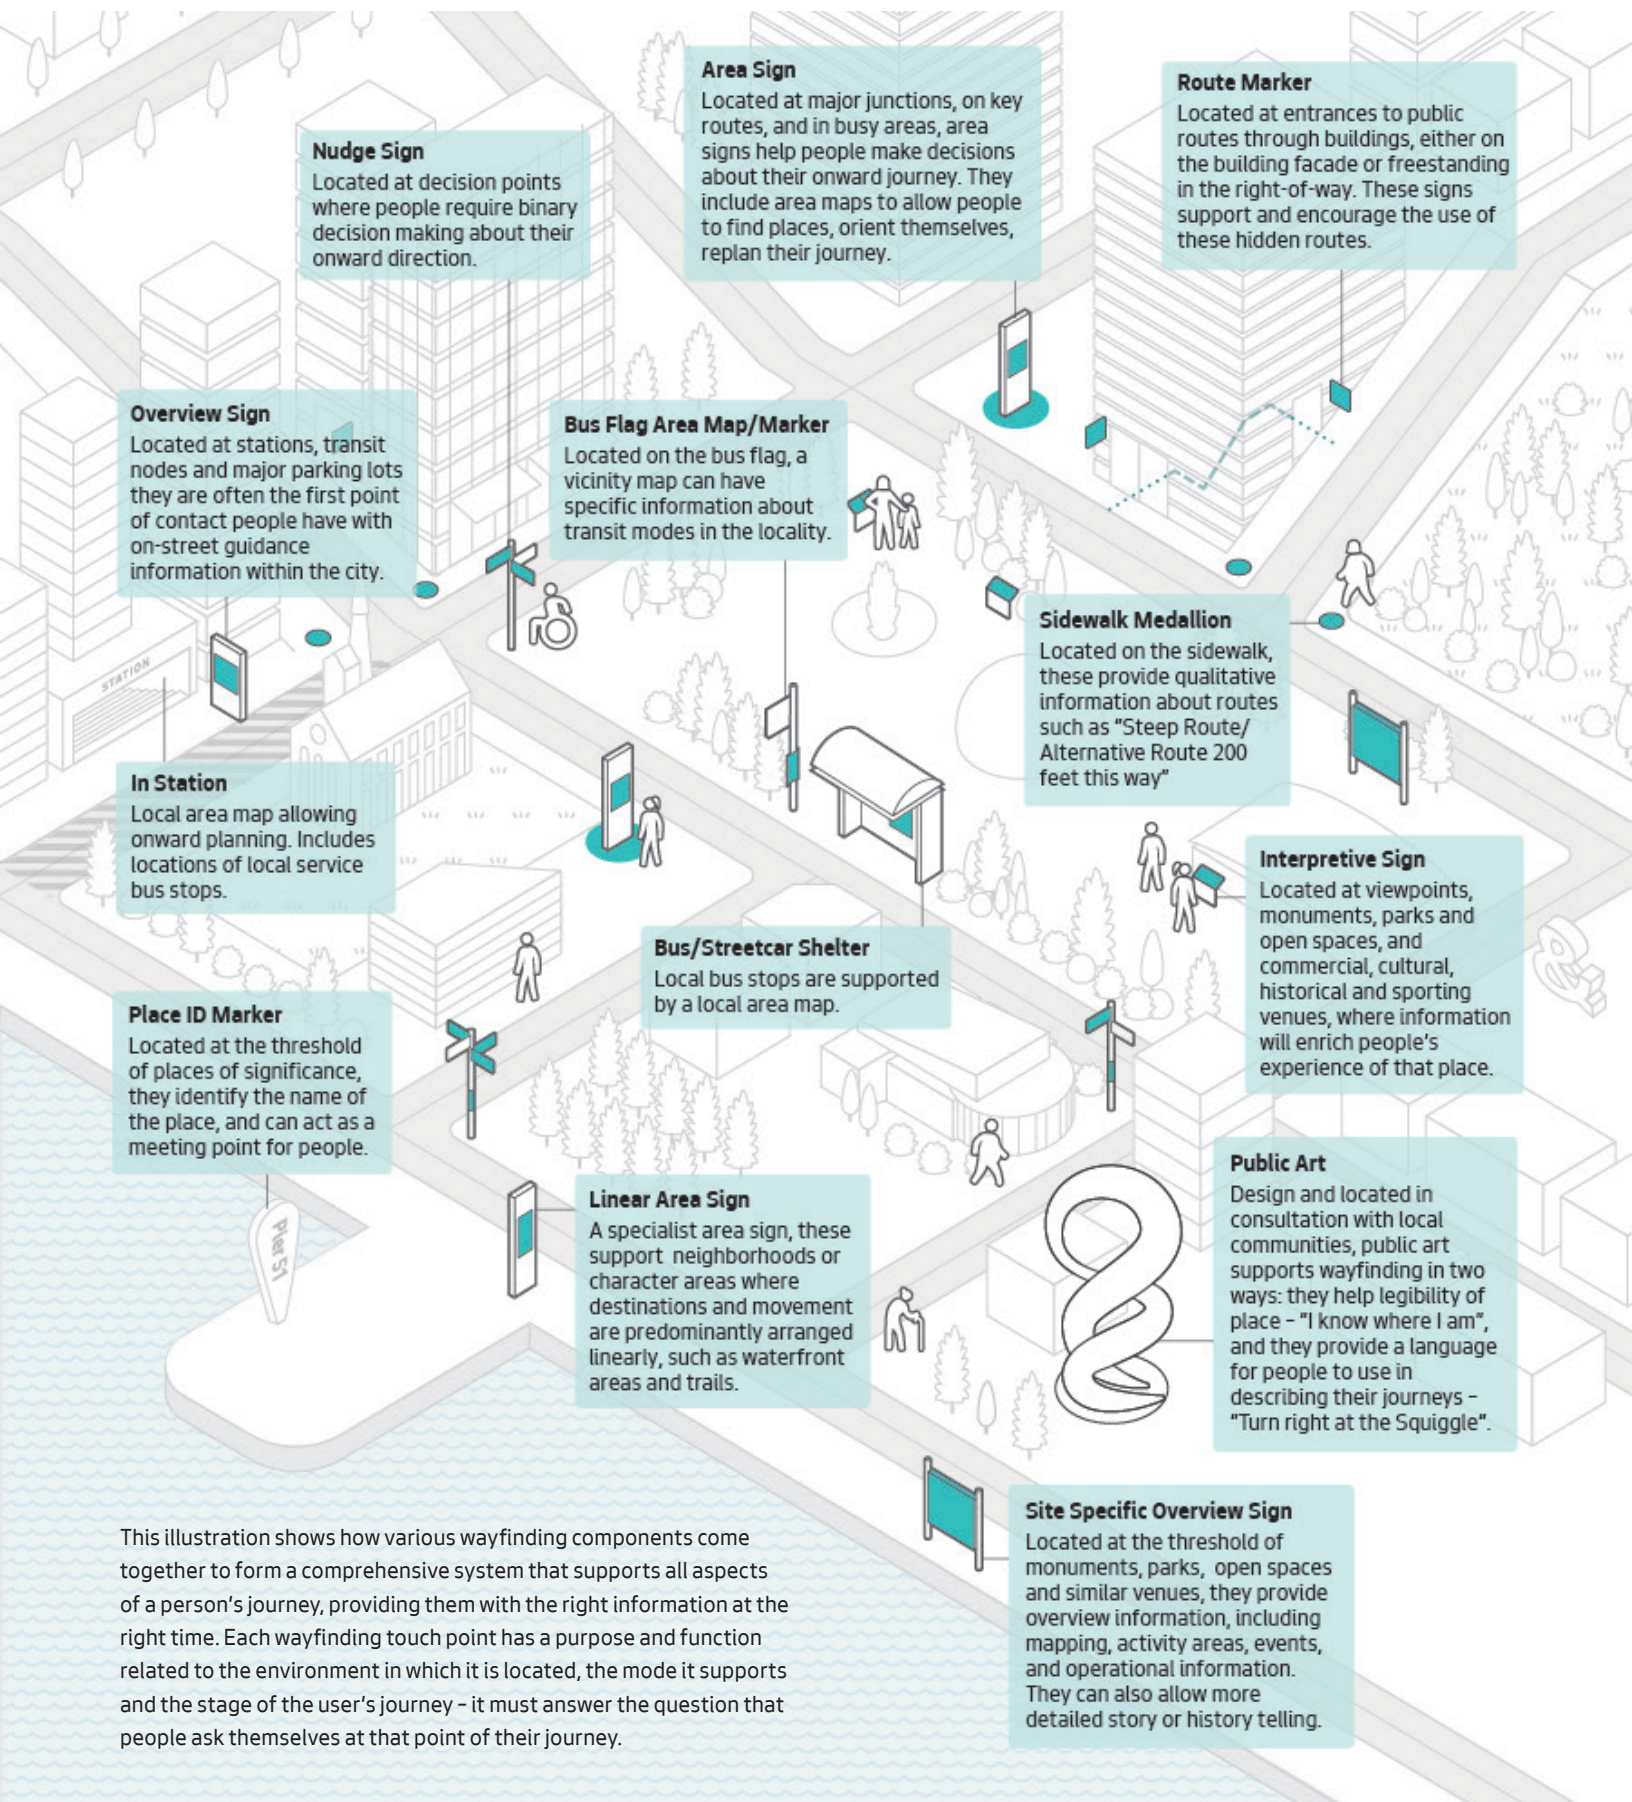 Area Sign
Located at major junctions, on key
routes, and in busy areas, area
signs help people make decisions
about their onward journey. They
include area maps to allow people
to find places, orient themselves,
replan their journey.
Route Marker
Located at entrances to public
routes through buildings, either on
the building facade or freestanding
in the right-of-way. These signs
support and encourage the use of
these hidden routes.
Nudge Sign
Located at decision points
where people require binary
decision making about their
onward direction.
Overview Sign
Located at stations, transit
nodes and major parking lots
they are often the first point
of contact people have with
on-street guidance
information within the city.
Bus Flag Area Map/Marker
Located on the bus flag, a
vicinity map can have
specific information about
transit modes in the locality.
Sidewalk Medallion
Located on the sidewalk,
these provide qualitative
information about routes
such as "Steep Route/
Alternative Route 200
feet this way"
STATION
In Station
Local area map allowing
onward planning. Includes
locations of local service
bus stops.
Interpretive Sign
Located at viewpoints,
monuments, parks and
open spaces, and
commercial, cultural,
historical and sporting
venues, where information
will enrich people's
experience of that place.
&
Bus/Streetcar Shelter
Local bus stops are supported
by a local area map.
Place ID Marker
Located at the threshold
of places of significance,
they identify the name of
the place, and can act as a
meeting point for people.
Pier 51
Linear Area Sign
A specialist area sign, these
support neighborhoods or
character areas where
destinations and movement
are predominantly arranged
linearly, such as waterfront
areas and trails.
Public Art
Design and located in
consultation with local
communities, public art
supports wayfinding in two
ways: they help legibility of
place – "I know where I am",
and they provide a language
for people to use in
describing their journeys –
"Turn right at the Squiggle".
Site Specific Overview Sign
Located at the threshold of
monuments, parks, open spaces
and similar venues, they provide
overview information, including
mapping, activity areas, events,
and operational information.
They can also allow more
detailed story or history telling.
This illustration shows how various wayfinding components come
together to form a comprehensive system that supports all aspects
of a person's journey, providing them with the right information at the
right time. Each wayfinding touch point has a purpose and function
related to the environment in which it is located, the mode it supports
and the stage of the user's journey – it must answer the question that
people ask themselves at that point of their journey.